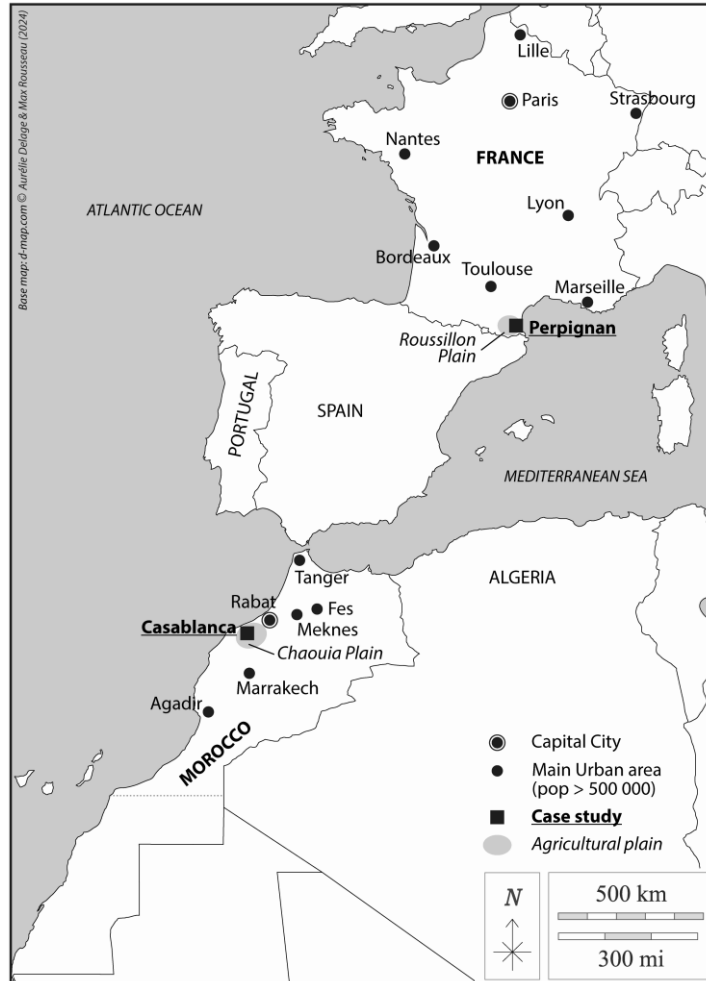 Base map: d-map.com © Aurélie Delage & Max Rousseau (2024)
Lille
Paris
Strasbourg
Nantes
FRANCE
ATLANTIC OCEAN
Lyon
Bordeaux
Toulouse
Marseille
Roussillon
Plain
Perpignan
PORTUGAL
SPAIN
MEDITERRANEAN SEA
Tanger
ALGERIA
Rabat
Fes
Casablanca
Meknes
Chaouia Plain
Marrakech
Agadir
MOROCCO
Capital City
Main Urban area
(pop > 500 000)
Case study
Agricultural plain
N
500 km
300 mi